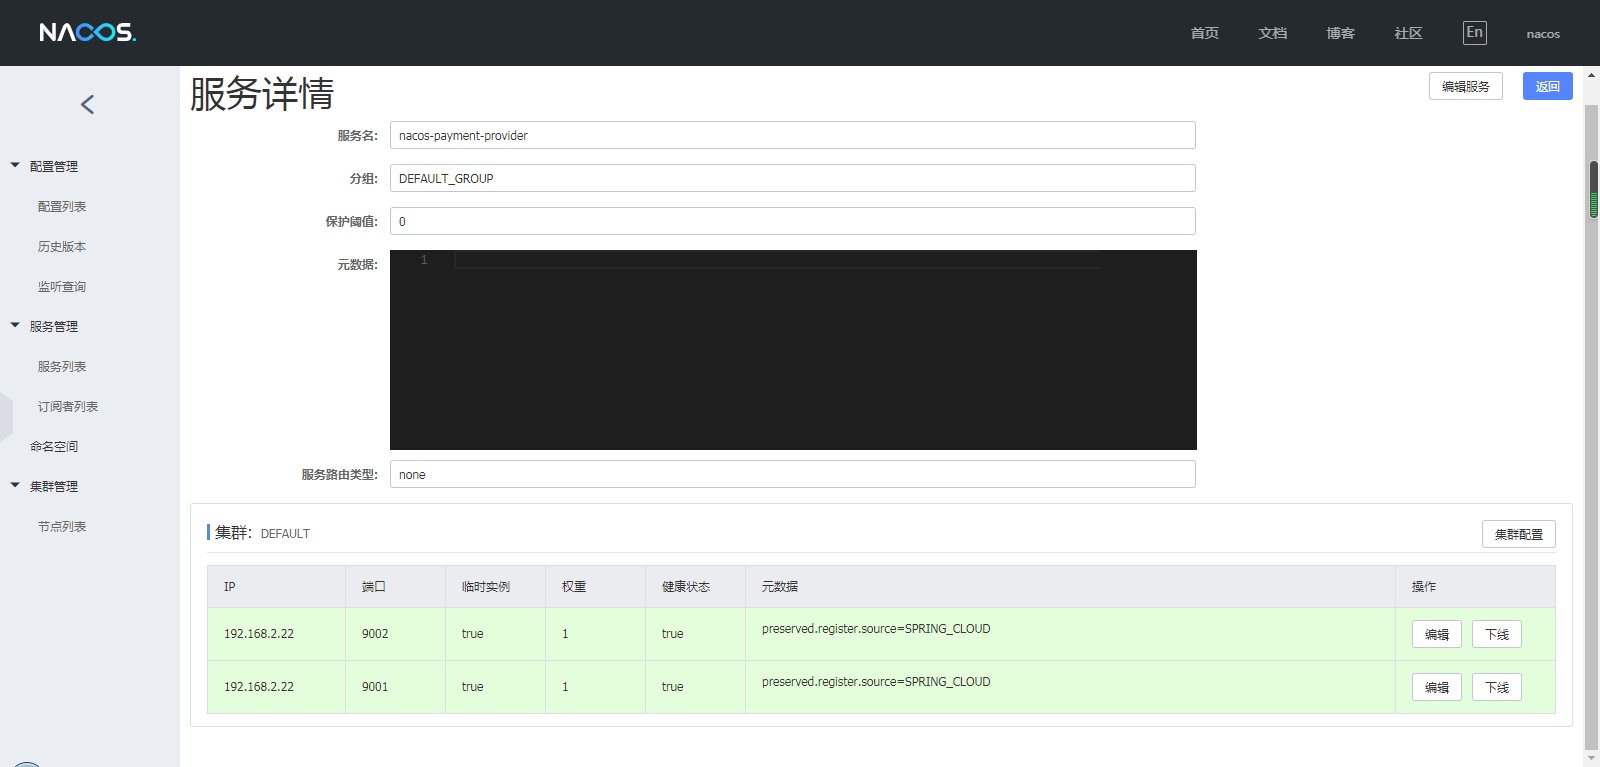 NACOS.
首页 文档 博客 社区 En nacos
服务详情
编辑服务 返回
配置管理
配置列表
历史版本
监听查询
服务管理
服务列表
订阅者列表
命名空间
集群管理
节点列表
服务名: nacos-payment-provider
分组: DEFAULT_GROUP
保护阈值: 0
元数据: 1
服务路由类型: none
集群: DEFAULT 集群配置
IP 端口 临时实例 权重 健康状态 元数据 操作
192.168.2.22 9002 true 1 true preserved.register.source=SPRING_CLOUD 编辑 下线
192.168.2.22 9001 true 1 true preserved.register.source=SPRING_CLOUD 编辑 下线